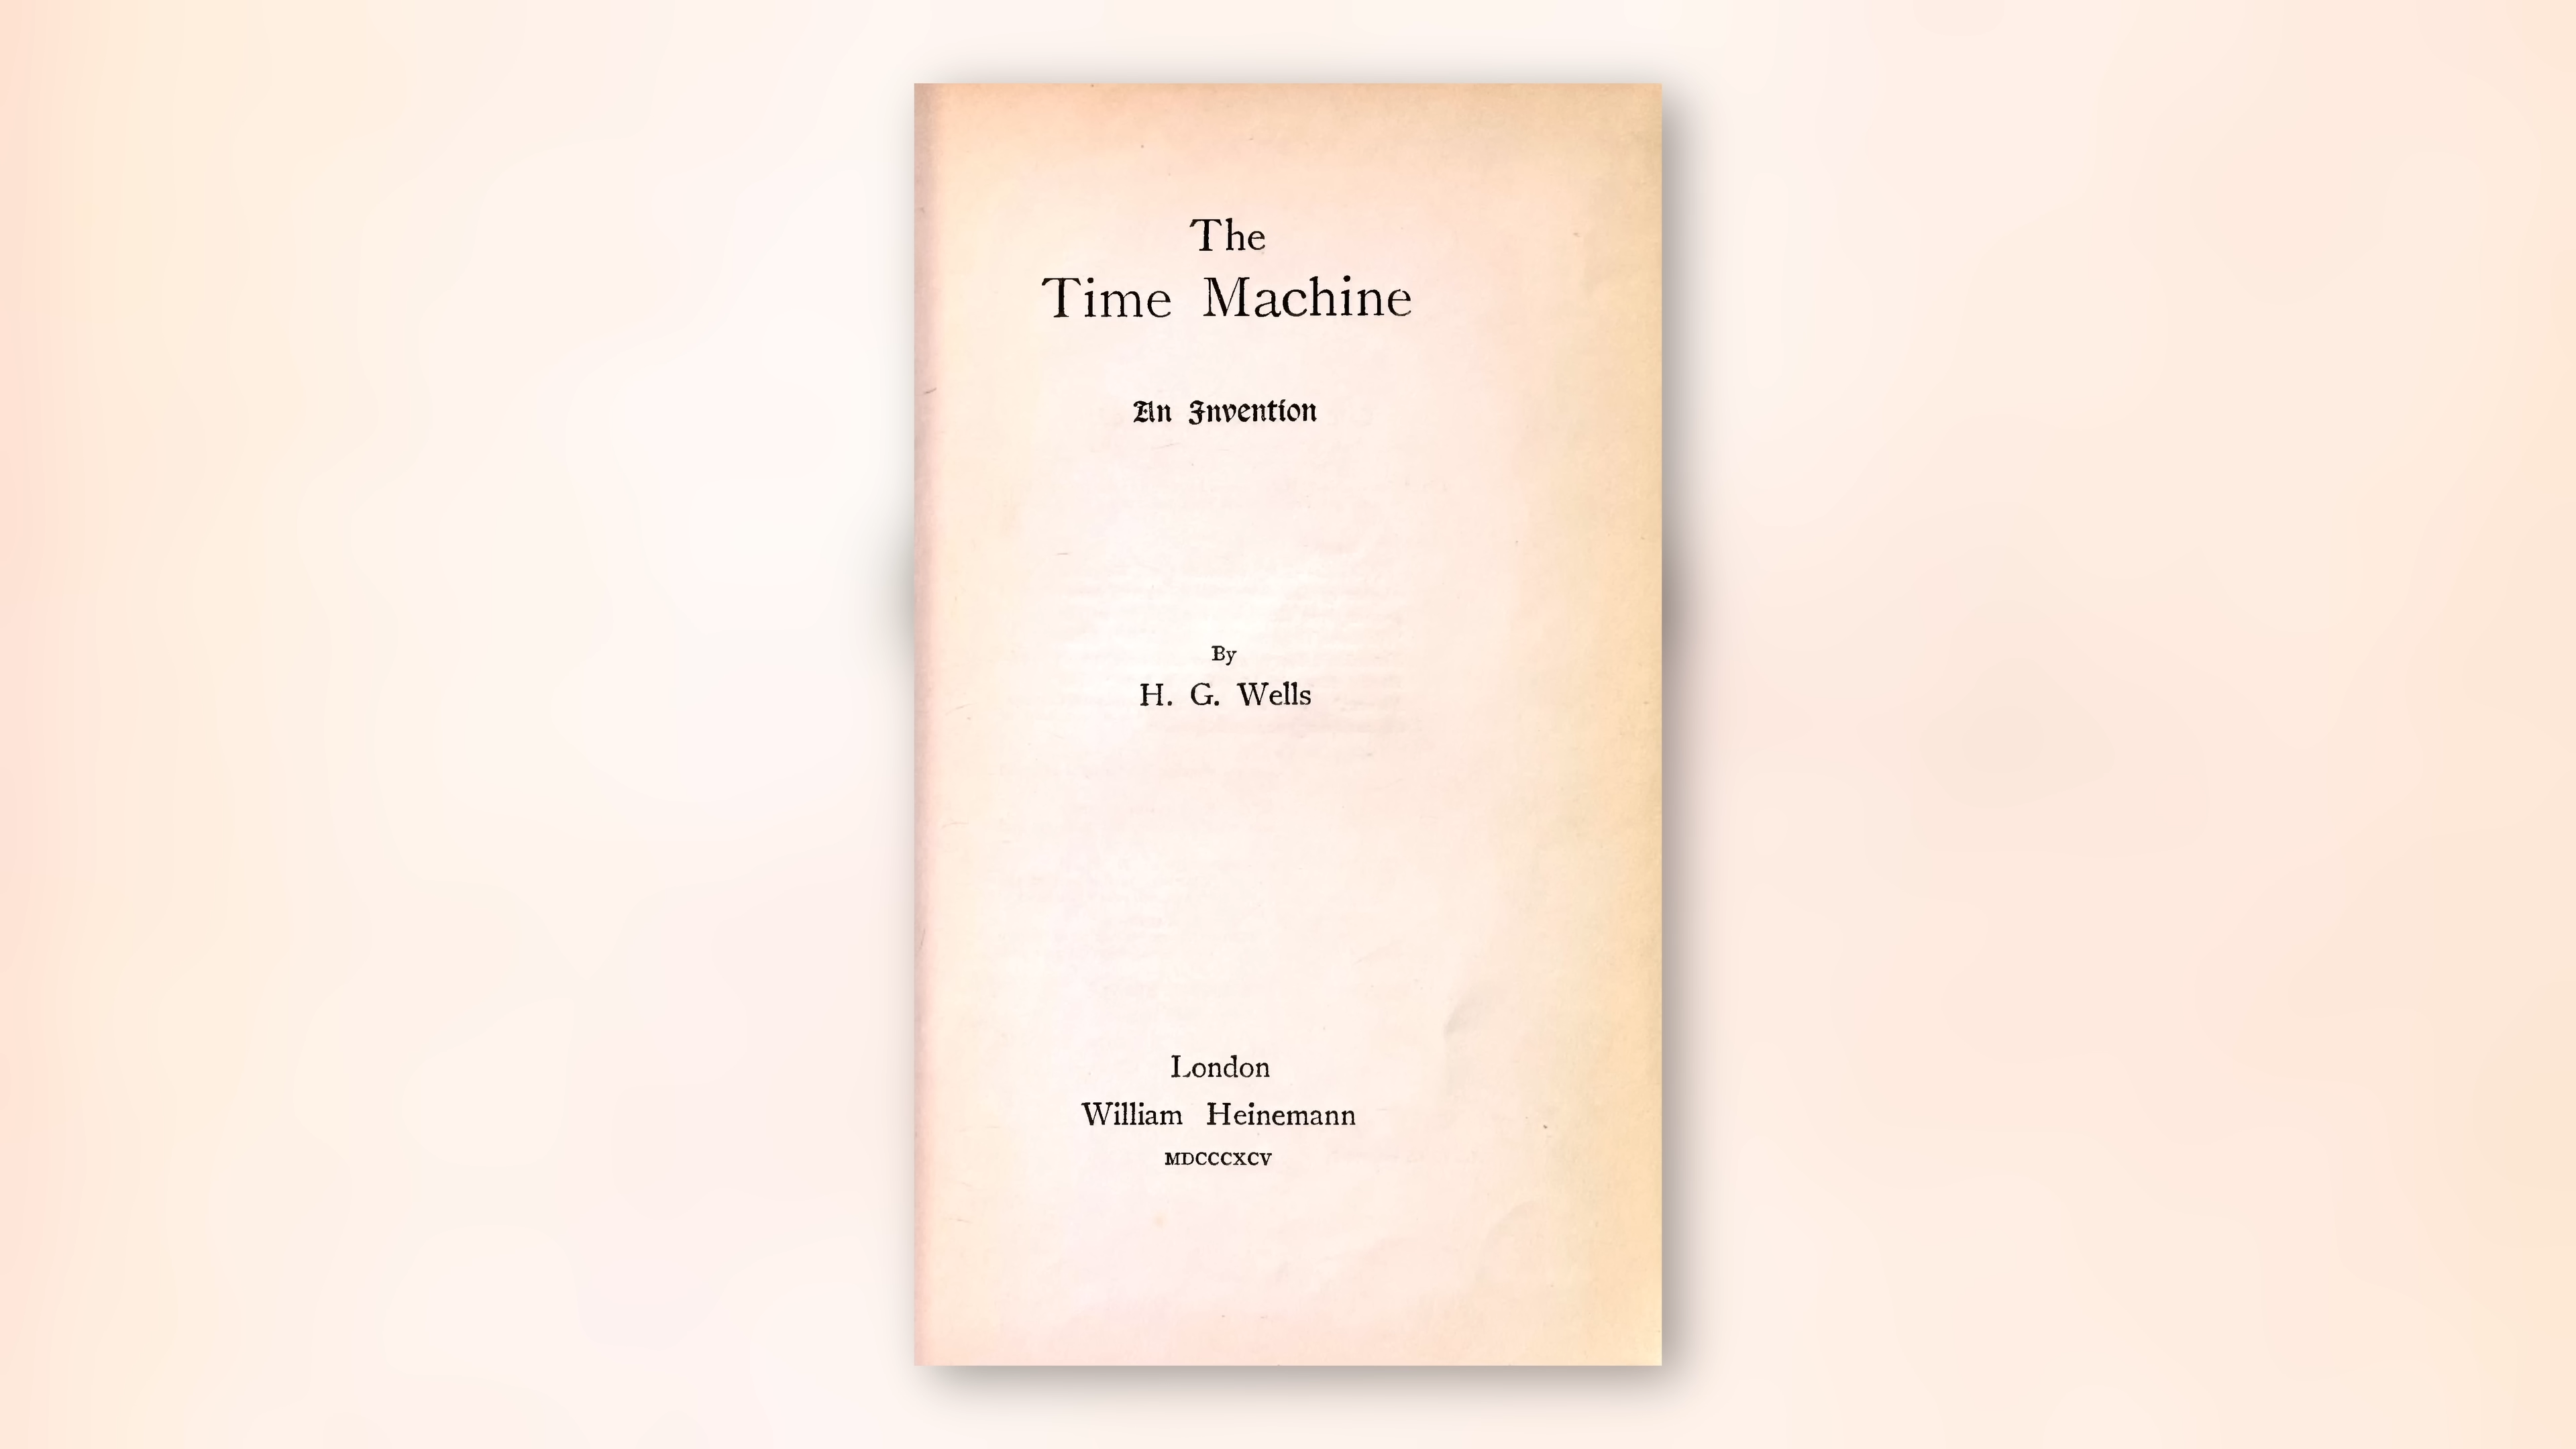 The
Time Machine
An Invention
By
H. G. Wells
London
William Heinemann
MDCCCXCV